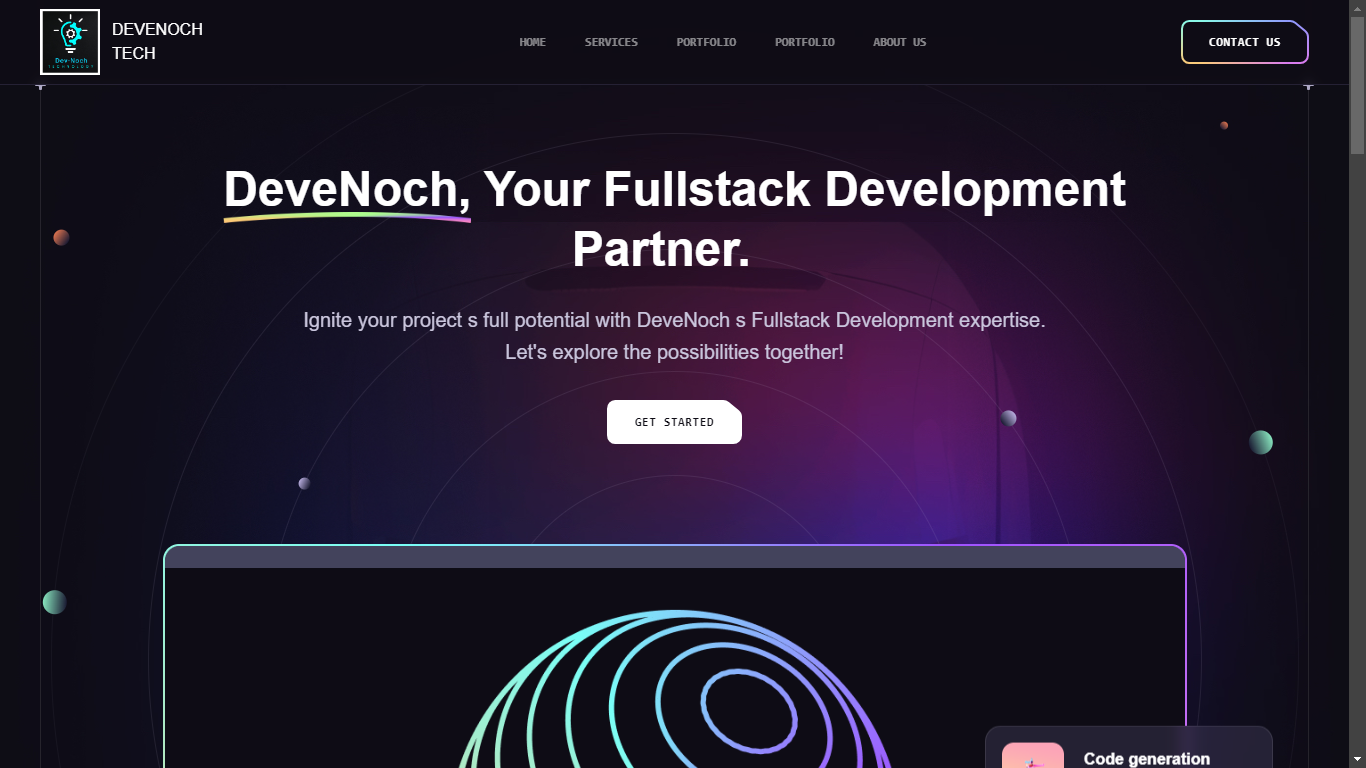 Dev-Noch
TECHNOLOGY
DEVENOCH
TECH
HOME SERVICES PORTFOLIO PORTFOLIO ABOUT US
CONTACT US
DeveNoch, Your Fullstack Development
Partner.
Ignite your project s full potential with DeveNoch s Fullstack Development expertise.
Let's explore the possibilities together!
GET STARTED
Code generation